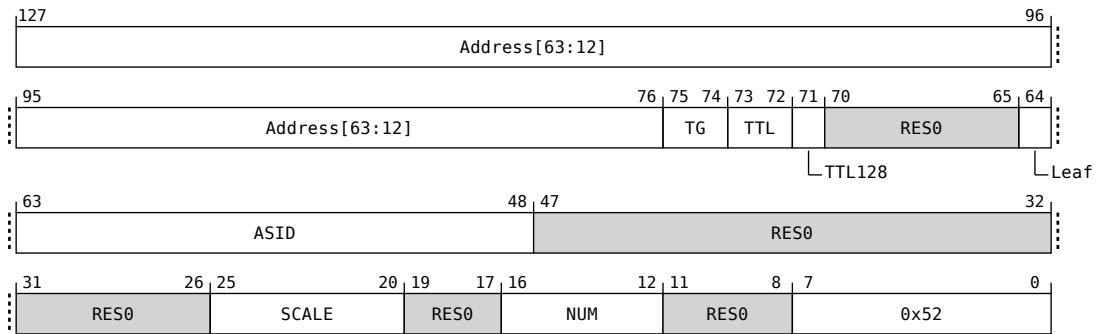 127 96
Address[63:12]
95 76 75 74 73 72 71 70 65 64
Address[63:12] TG TTL RES0
TTL128 Leaf
63 48 47 32
ASID RES0
31 26 25 20 19 17 16 12 11 8 7 0
RES0 SCALE RES0 NUM RES0 0x52